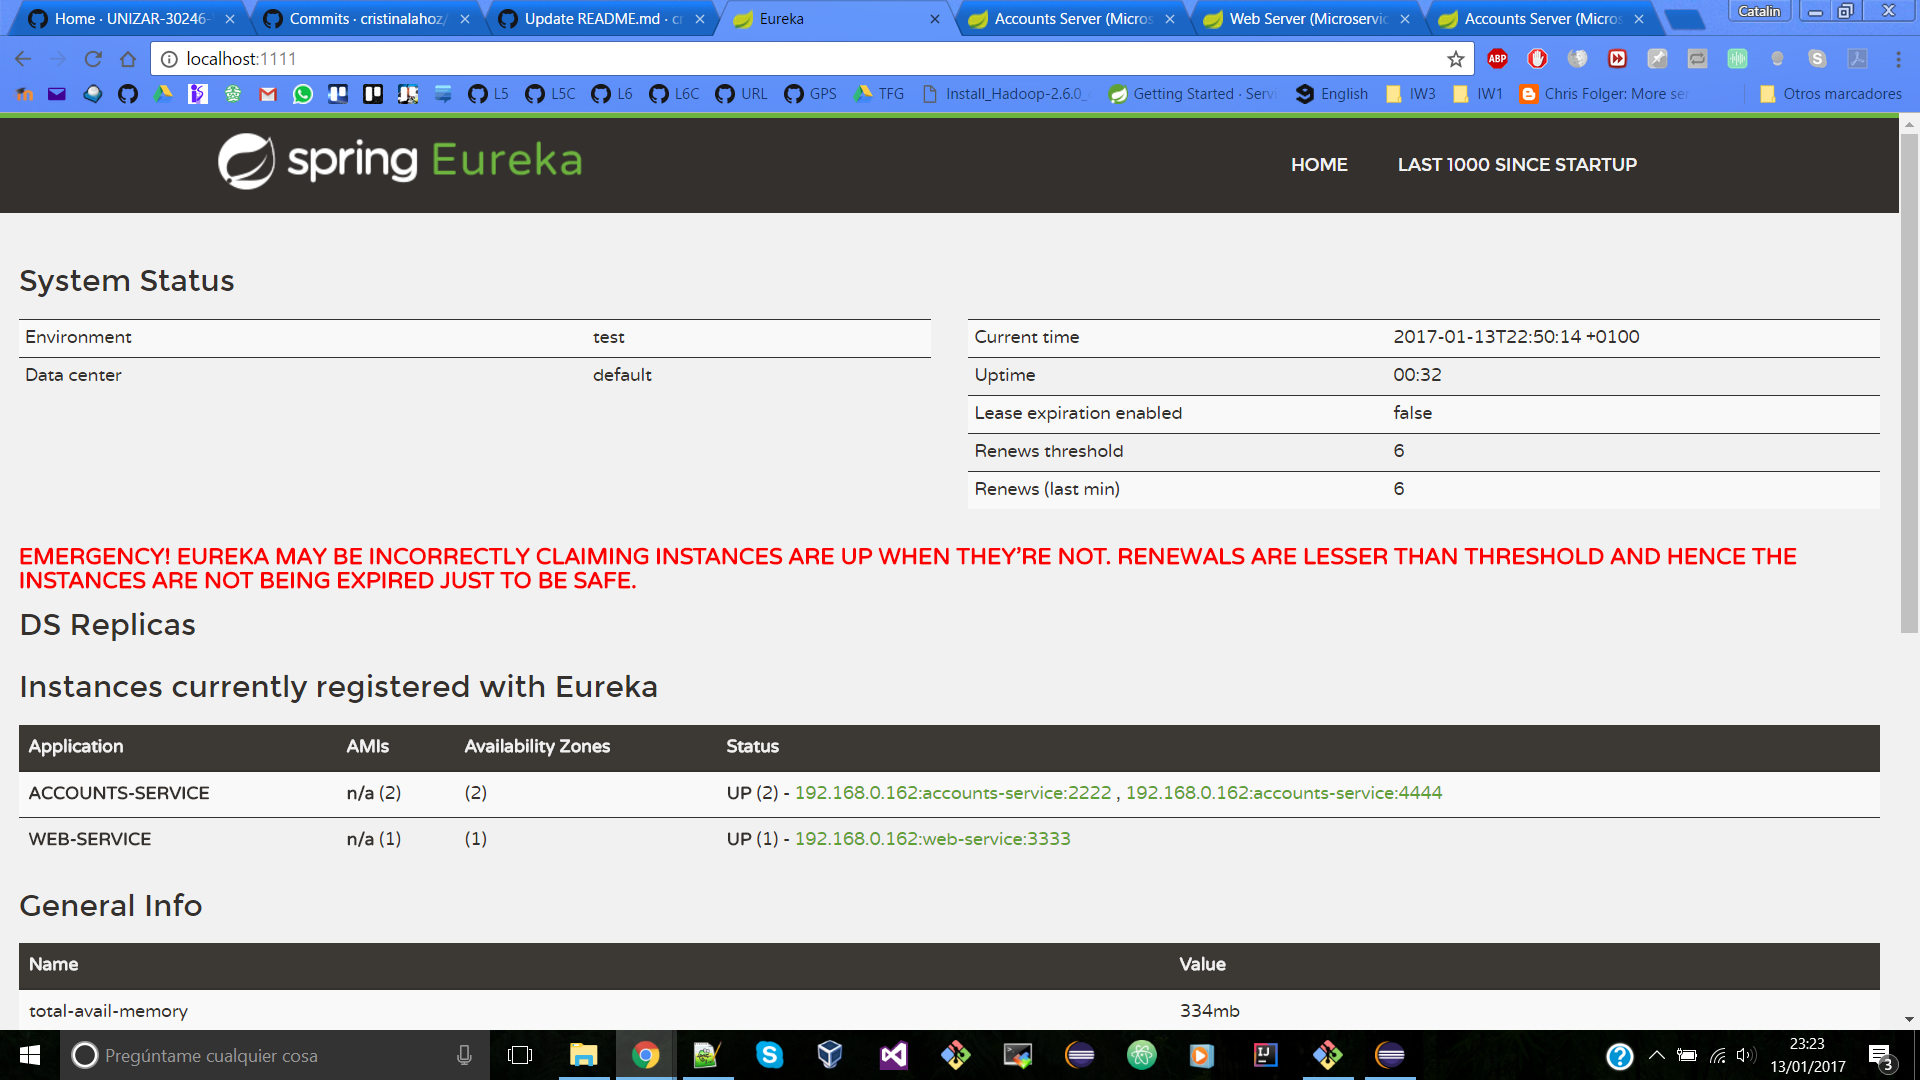 Home · UNIZAR-30246-
Commits · cristinalahoz/
Update README.md · cr
Eureka
Accounts Server (Micros
Web Server (Microservic
Accounts Server (Micros
Catalin
localhost:1111
ABP
L5
L5C
L6
L6C
URL
GPS
TFG
Install_Hadoop-2.6.0_
Getting Started · Servi
English
IW3
IW1
Chris Folger: More se
Otros marcadores
spring Eureka
HOME
LAST 1000 SINCE STARTUP
System Status
Environment test
Data center default
Current time 2017-01-13T22:50:14 +0100
Uptime 00:32
Lease expiration enabled false
Renews threshold 6
Renews (last min) 6
EMERGENCY! EUREKA MAY BE INCORRECTLY CLAIMING INSTANCES ARE UP WHEN THEY'RE NOT. RENEWALS ARE LESSER THAN THRESHOLD AND HENCE THE
INSTANCES ARE NOT BEING EXPIRED JUST TO BE SAFE.
DS Replicas
Instances currently registered with Eureka
Application AMIs Availability Zones Status
ACCOUNTS-SERVICE n/a (2) (2) UP (2) - 192.168.0.162:accounts-service:2222 , 192.168.0.162:accounts-service:4444
WEB-SERVICE n/a (1) (1) UP (1) - 192.168.0.162:web-service:3333
General Info
Name Value
total-avail-memory 334mb
Pregúntame cualquier cosa
23:23
13/01/2017
3